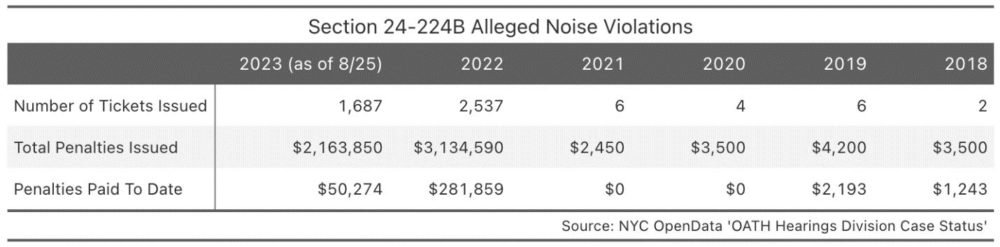 Section 24-224B Alleged Noise Violations
2023 (as of 8/25) 2022 2021 2020 2019 2018
Number of Tickets Issued 1,687 2,537 6 4 6 2
Total Penalties Issued $2,163,850 $3,134,590 $2,450 $3,500 $4,200 $3,500
Penalties Paid To Date $50,274 $281,859 $0 $0 $2,193 $1,243
Source: NYC OpenData 'OATH Hearings Division Case Status'